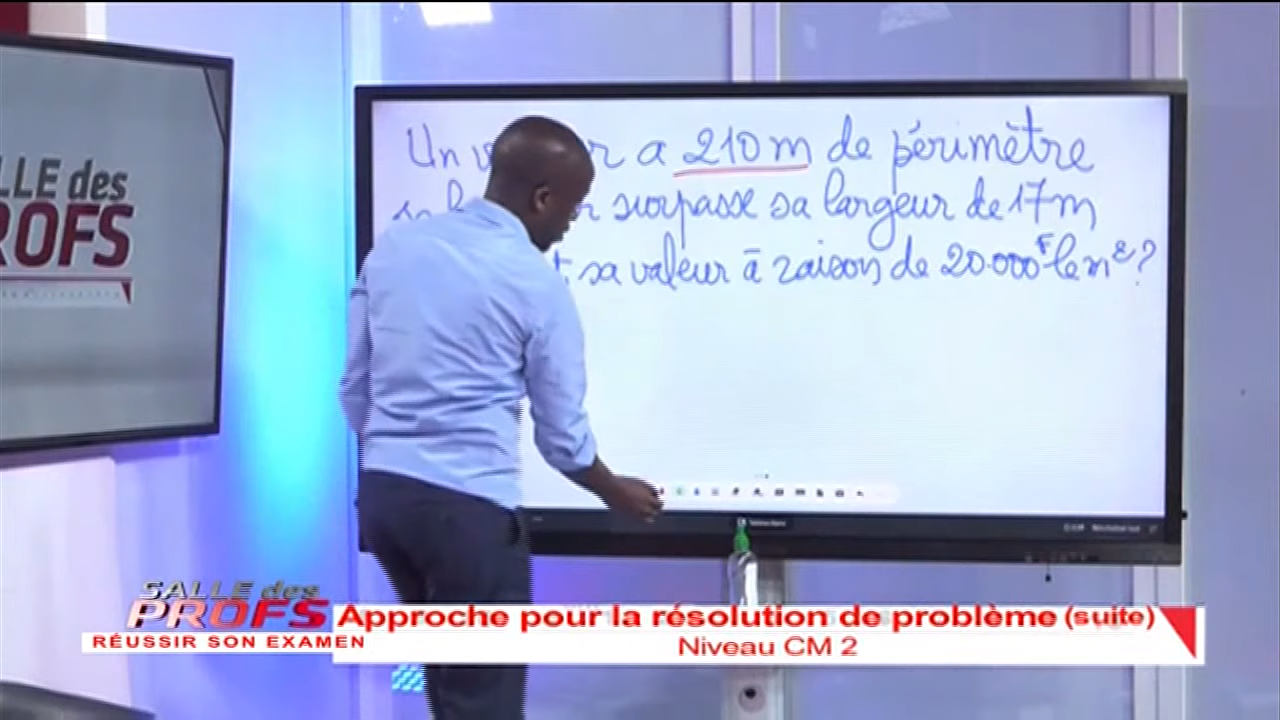 LLE des
ROFS
Un a 210 m de périmètre
surpasse sa largeur de 17m
sa valeur à raison de 20.000F le m² ?
SALLE des
PROFS
RÉUSSIR SON EXAMEN
Approche pour la résolution de problème (suite)
Niveau CM 2